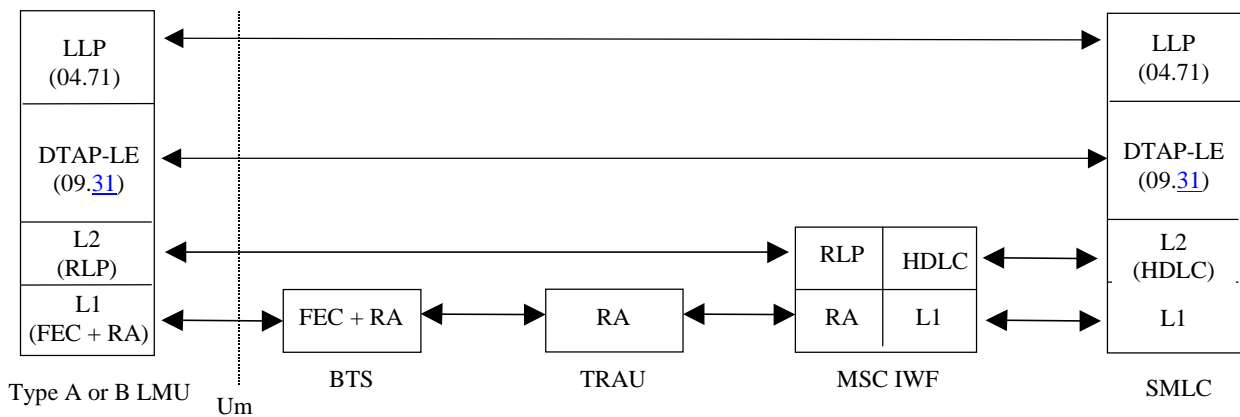 LLP
(04.71)
DTAP-LE
(09.31)
L2
(RLP)
L1
(FEC + RA)
Type A or B LMU
Um
FEC + RA
BTS
RA
TRAU
RLP
HDLC
RA
L1
MSC IWF
LLP
(04.71)
DTAP-LE
(09.31)
L2
(HDLC)
L1
SMLC